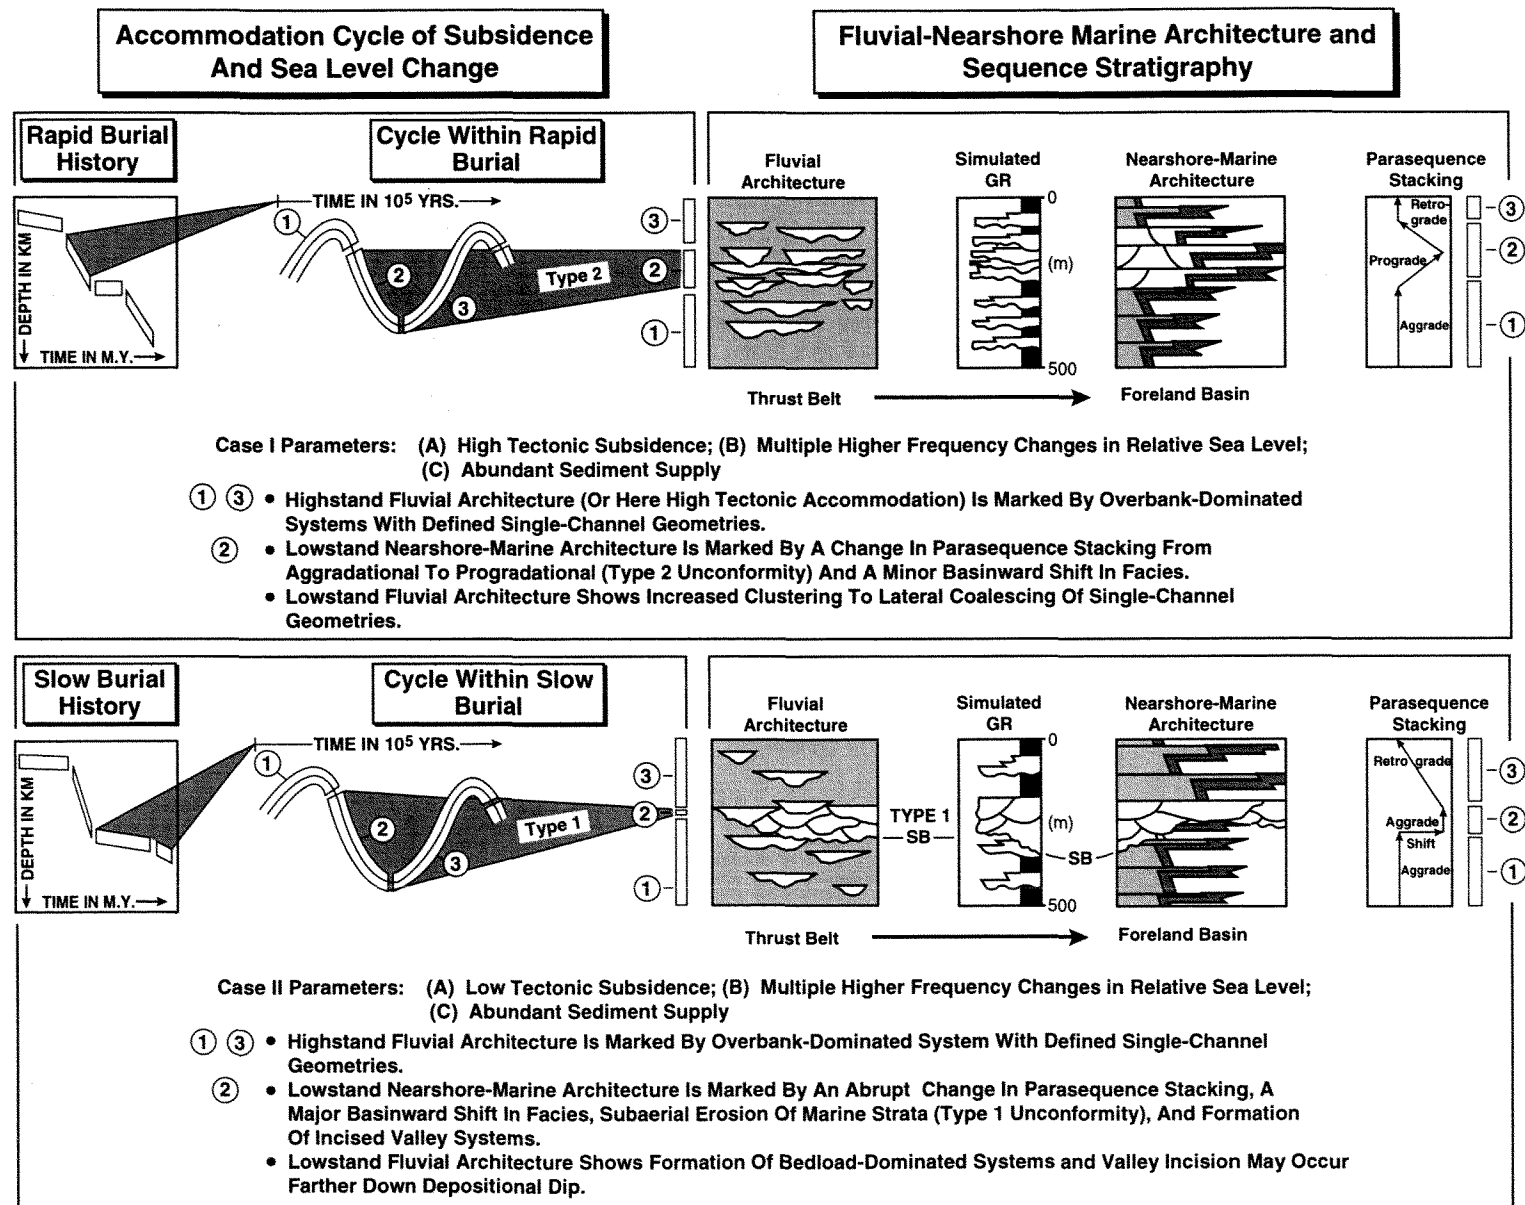 Accommodation Cycle of Subsidence
And Sea Level Change
Fluvial-Nearshore Marine Architecture and
Sequence Stratigraphy
Rapid Burial
History
Cycle Within Rapid
Burial
DEPTH IN KM
TIME IN M.Y.
TIME IN 10⁵ YRS.
1
2
3
Type 2
3
2
1
Fluvial
Architecture
Simulated
GR
0
(m)
500
Nearshore-Marine
Architecture
Parasequence
Stacking
Retro-
grade
Prograde
Aggrade
3
2
1
Thrust Belt
Foreland Basin
Case I Parameters: (A) High Tectonic Subsidence; (B) Multiple Higher Frequency Changes in Relative Sea Level;
(C) Abundant Sediment Supply
1 3 • Highstand Fluvial Architecture (Or Here High Tectonic Accommodation) Is Marked By Overbank-Dominated
Systems With Defined Single-Channel Geometries.
2 • Lowstand Nearshore-Marine Architecture Is Marked By A Change In Parasequence Stacking From
Aggradational To Progradational (Type 2 Unconformity) And A Minor Basinward Shift In Facies.
• Lowstand Fluvial Architecture Shows Increased Clustering To Lateral Coalescing Of Single-Channel
Geometries.
Slow Burial
History
Cycle Within Slow
Burial
DEPTH IN KM
TIME IN M.Y.
TIME IN 10⁵ YRS.
1
2
3
Type 1
3
2
1
Fluvial
Architecture
TYPE 1
SB
Simulated
GR
0
(m)
SB
500
Nearshore-Marine
Architecture
Parasequence
Stacking
Retro grade
Aggrade
Shift
Aggrade
3
2
1
Thrust Belt
Foreland Basin
Case II Parameters: (A) Low Tectonic Subsidence; (B) Multiple Higher Frequency Changes in Relative Sea Level;
(C) Abundant Sediment Supply
1 3 • Highstand Fluvial Architecture Is Marked By Overbank-Dominated System With Defined Single-Channel
Geometries.
2 • Lowstand Nearshore-Marine Architecture Is Marked By An Abrupt Change In Parasequence Stacking, A
Major Basinward Shift In Facies, Subaerial Erosion Of Marine Strata (Type 1 Unconformity), And Formation
Of Incised Valley Systems.
• Lowstand Fluvial Architecture Shows Formation Of Bedload-Dominated Systems and Valley Incision May Occur
Farther Down Depositional Dip.